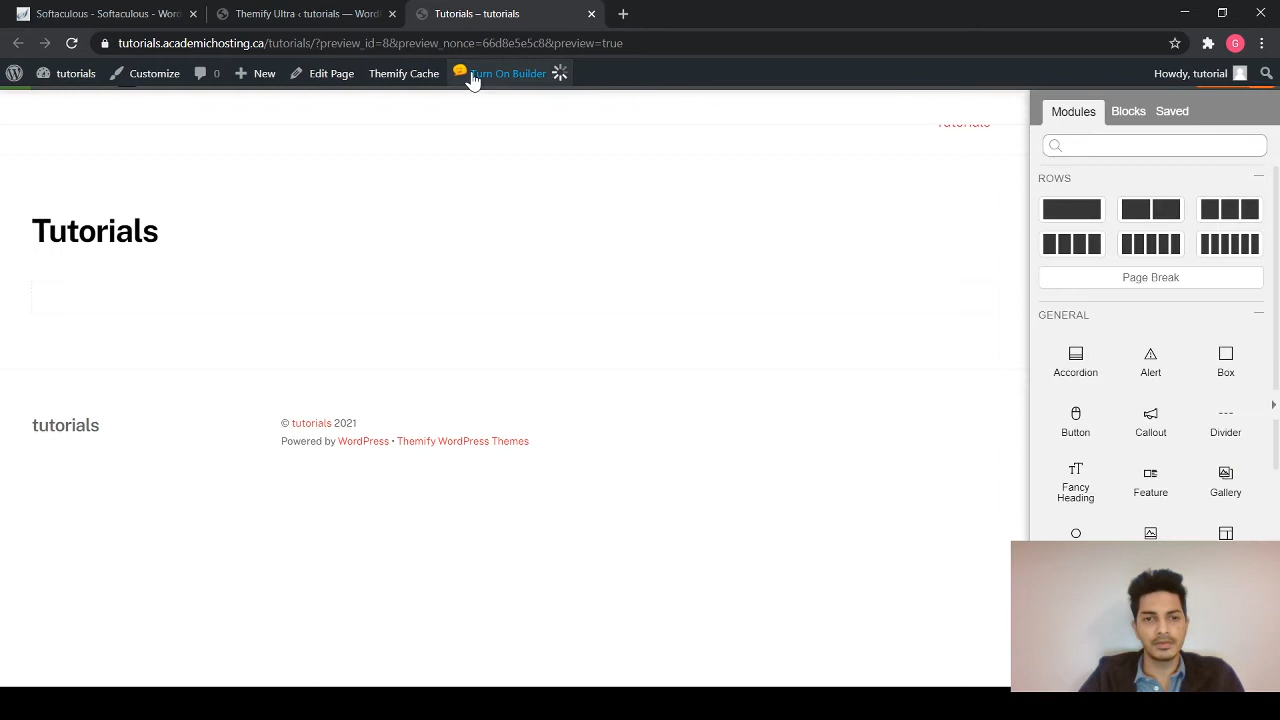 Softaculous - Softaculous - Wor
Themify Ultra ‹ tutorials — Word
Tutorials – tutorials
tutorials.academichosting.ca/tutorials/?preview_id=8&preview_nonce=66d8e5e5c8&preview=true
G
tutorials Customize 0 New Edit Page Themify Cache Turn On Builder Howdy, tutorial
Tutorials
Modules Blocks Saved
ROWS
Tutorials
Page Break
GENERAL
Accordion Alert Box
Button Callout Divider
Fancy Heading Feature Gallery
tutorials
© tutorials 2021
Powered by WordPress • Themify WordPress Themes